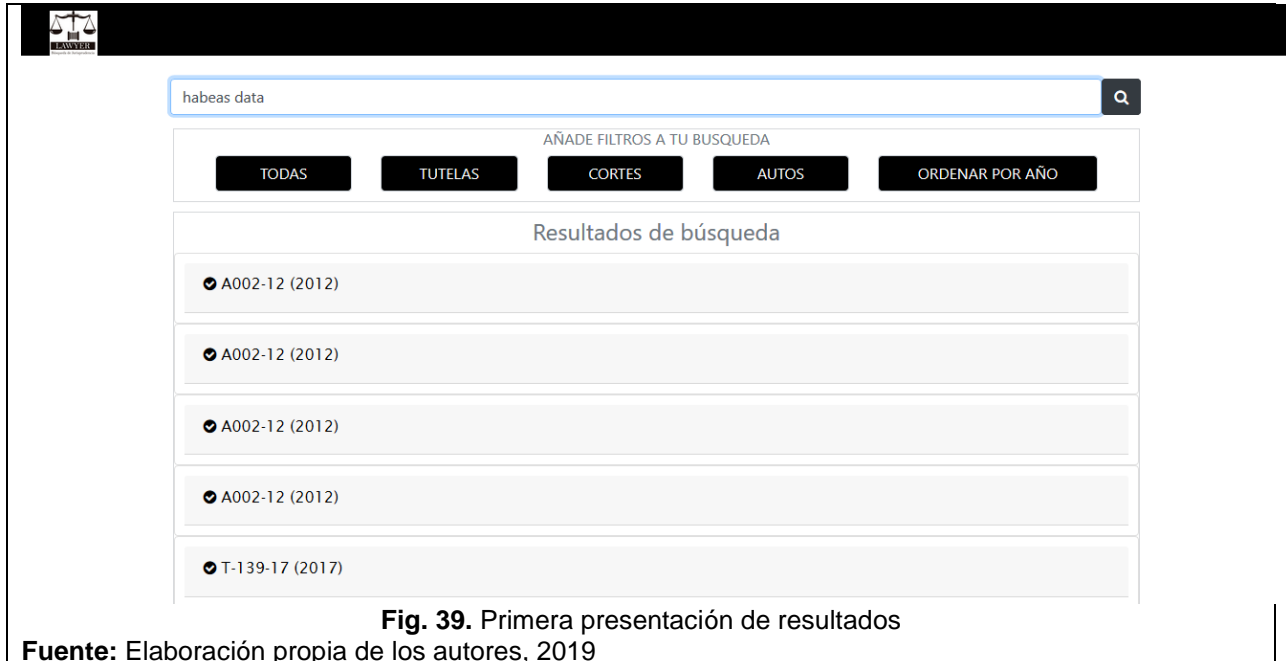 LAWYER
habeas data
AÑADE FILTROS A TU BUSQUEDA
TODAS TUTELAS CORTES AUTOS ORDENAR POR AÑO
Resultados de búsqueda
A002-12 (2012)
A002-12 (2012)
A002-12 (2012)
A002-12 (2012)
T-139-17 (2017)
Fig. 39. Primera presentación de resultados
Fuente: Elaboración propia de los autores, 2019